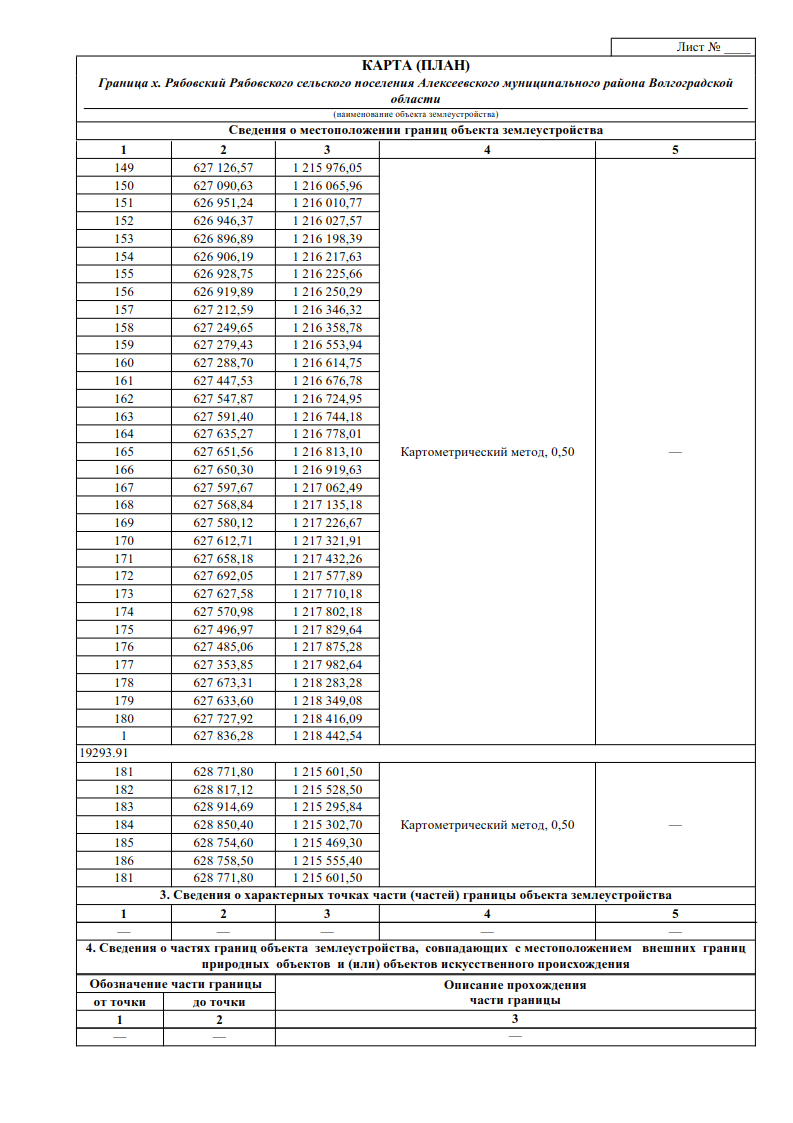 Лист № ____
КАРТА (ПЛАН)
Граница х. Рябовский Рябовского сельского поселения Алексеевского муниципального района Волгоградской
области
(наименование объекта землеустройства)
Сведения о местоположении границ объекта землеустройства
1 2 3 4 5
149 627 126,57 1 215 976,05
150 627 090,63 1 216 065,96
151 626 951,24 1 216 010,77
152 626 946,37 1 216 027,57
153 626 896,89 1 216 198,39
154 626 906,19 1 216 217,63
155 626 928,75 1 216 225,66
156 626 919,89 1 216 250,29
157 627 212,59 1 216 346,32
158 627 249,65 1 216 358,78
159 627 279,43 1 216 553,94
160 627 288,70 1 216 614,75
161 627 447,53 1 216 676,78
162 627 547,87 1 216 724,95
163 627 591,40 1 216 744,18
164 627 635,27 1 216 778,01
165 627 651,56 1 216 813,10 Картометрический метод, 0,50 —
166 627 650,30 1 216 919,63
167 627 597,67 1 217 062,49
168 627 568,84 1 217 135,18
169 627 580,12 1 217 226,67
170 627 612,71 1 217 321,91
171 627 658,18 1 217 432,26
172 627 692,05 1 217 577,89
173 627 627,58 1 217 710,18
174 627 570,98 1 217 802,18
175 627 496,97 1 217 829,64
176 627 485,06 1 217 875,28
177 627 353,85 1 217 982,64
178 627 673,31 1 218 283,28
179 627 633,60 1 218 349,08
180 627 727,92 1 218 416,09
1 627 836,28 1 218 442,54
19293.91
181 628 771,80 1 215 601,50
182 628 817,12 1 215 528,50
183 628 914,69 1 215 295,84
184 628 850,40 1 215 302,70 Картометрический метод, 0,50 —
185 628 754,60 1 215 469,30
186 628 758,50 1 215 555,40
181 628 771,80 1 215 601,50
3. Сведения о характерных точках части (частей) границы объекта землеустройства
1 2 3 4 5
— — — — —
4. Сведения о частях границ объекта землеустройства, совпадающих с местоположением внешних границ
природных объектов и (или) объектов искусственного происхождения
Обозначение части границы Описание прохождения
от точки до точки части границы
1 2 3
— — —